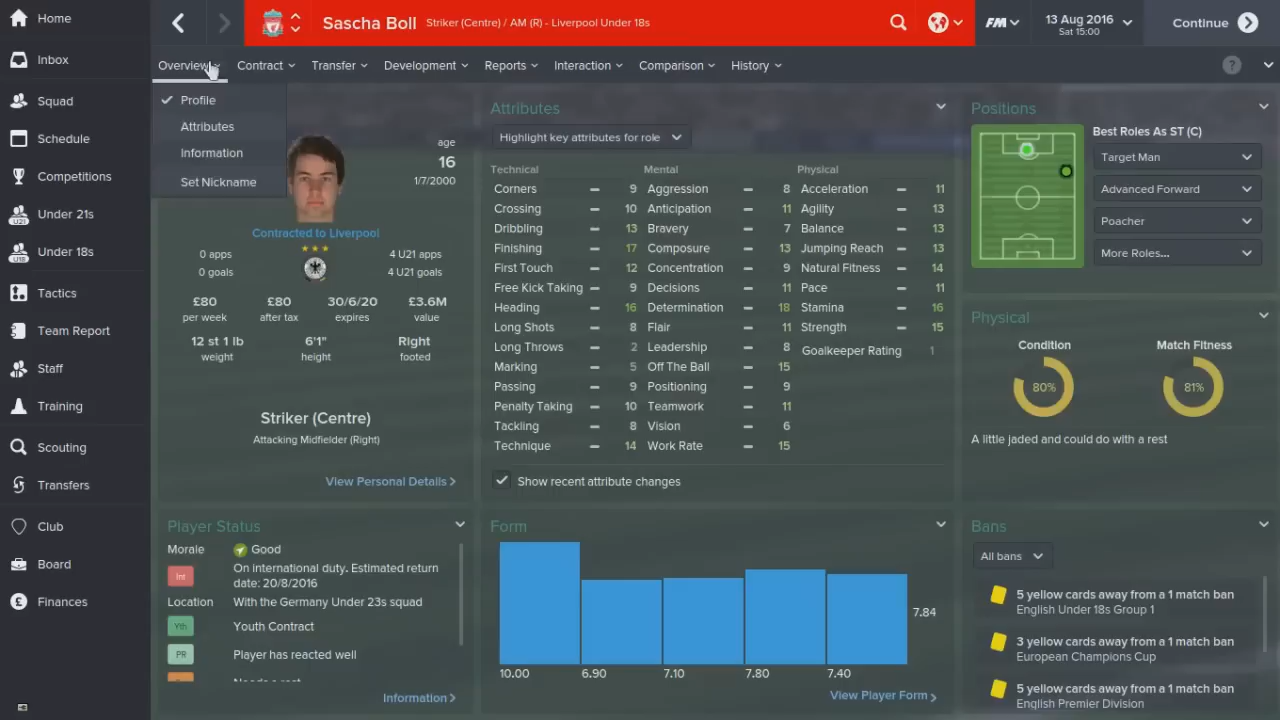 Home
Inbox
Squad
Schedule
Competitions
Under 21s
Under 18s
Tactics
Team Report
Staff
Training
Scouting
Transfers
Club
Board
Finances
Sascha Boll
Striker (Centre) / AM (R) - Liverpool Under 18s
FM
13 Aug 2016
Sat 15:00
Continue
Overview
Contract
Transfer
Development
Reports
Interaction
Comparison
History
?
Profile
Attributes
Information
Set Nickname
age
16
1/7/2000
Contracted to Liverpool
0 apps
0 goals
4 U21 apps
4 U21 goals
£80 £80 30/6/20 £3.6M
per week after tax expires value
12 st 1 lb 6'1" Right
weight height footed
Striker (Centre)
Attacking Midfielder (Right)
View Personal Details >
Attributes
Highlight key attributes for role
Technical Mental Physical
Corners 9 Aggression 8 Acceleration 11
Crossing 10 Anticipation 11 Agility 13
Dribbling 13 Bravery 7 Balance 13
Finishing 17 Composure 13 Jumping Reach 13
First Touch 12 Concentration 9 Natural Fitness 14
Free Kick Taking 9 Decisions 11 Pace 11
Heading 16 Determination 18 Stamina 16
Long Shots 8 Flair 11 Strength 15
Long Throws 2 Leadership 8 Goalkeeper Rating 1
Marking 5 Off The Ball 15
Passing 9 Positioning 9
Penalty Taking 10 Teamwork 11
Tackling 8 Vision 6
Technique 14 Work Rate 15
Show recent attribute changes
Positions
Best Roles As ST (C)
Target Man
Advanced Forward
Poacher
More Roles...
Physical
Condition Match Fitness
80% 81%
A little jaded and could do with a rest
Player Status
Morale Good
Int On international duty. Estimated return
date: 20/8/2016
Location With the Germany Under 23s squad
Yth Youth Contract
PR Player has reacted well
Needs a rest
Information >
Form
7.84
10.00 6.90 7.10 7.80 7.40
View Player Form >
Bans
All bans
5 yellow cards away from a 1 match ban
English Under 18s Group 1
3 yellow cards away from a 1 match ban
European Champions Cup
5 yellow cards away from a 1 match ban
English Premier Division